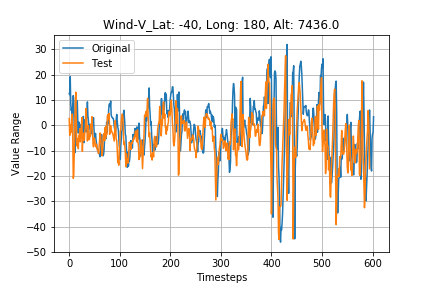 Wind-V_Lat: -40, Long: 180, Alt: 7436.0
Original
Test
Value Range
30
20
10
0
−10
−20
−30
−40
−50
0 100 200 300 400 500 600
Timesteps